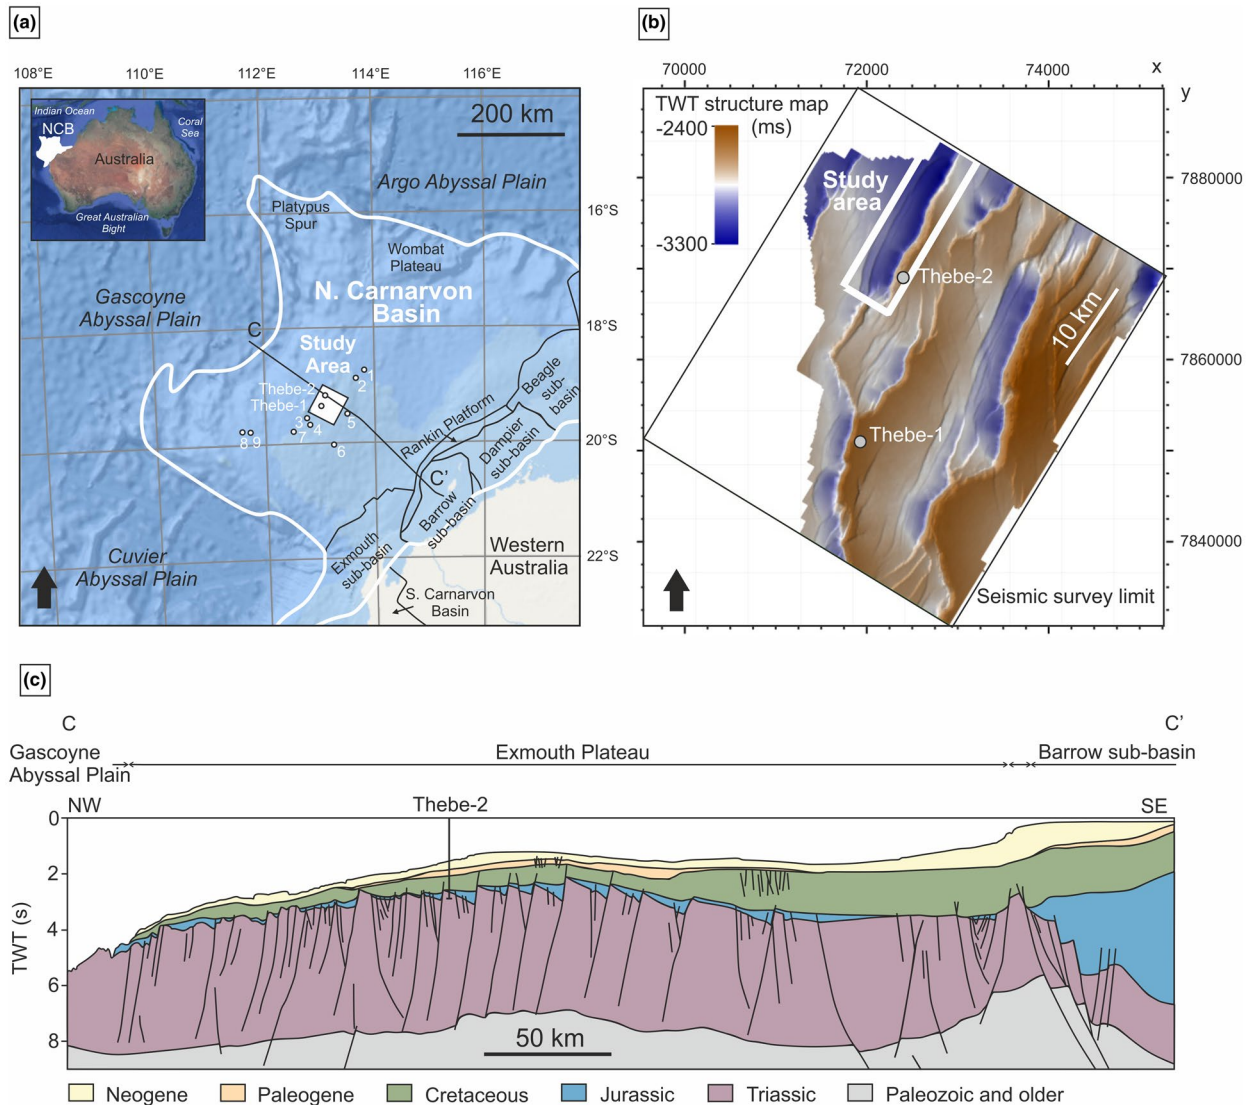 (a)
108°E 110°E 112°E 114°E 116°E
200 km
Indian Ocean
NCB
Coral
Sea
Australia
Great Australian
Bight
Argo Abyssal Plain
Platypus
Spur
16°S
Wombat
Plateau
N. Carnarvon
Basin
Gascoyne
Abyssal Plain
C
18°S
Study
Area
Thebe-2
Thebe-1
1
2
3
4
5
6
7
8 9
Beagle
sub-
basin
Rankin Platform
Dampier
sub-basin
20°S
C'
Barrow
sub-basin
Exmouth
sub-basin
Western
Australia
Cuvier
Abyssal Plain
22°S
S. Carnarvon
Basin
(b)
70000 72000 74000 x
y
TWT structure map
(ms)
-2400
-3300
Study
area
7880000
Thebe-2
10 km
7860000
Thebe-1
7840000
Seismic survey limit
(c)
C C'
Gascoyne
Abyssal Plain
Exmouth Plateau
Barrow sub-basin
NW Thebe-2 SE
0
2
4
6
8
TWT (s)
50 km
Neogene Paleogene Cretaceous Jurassic Triassic Paleozoic and older